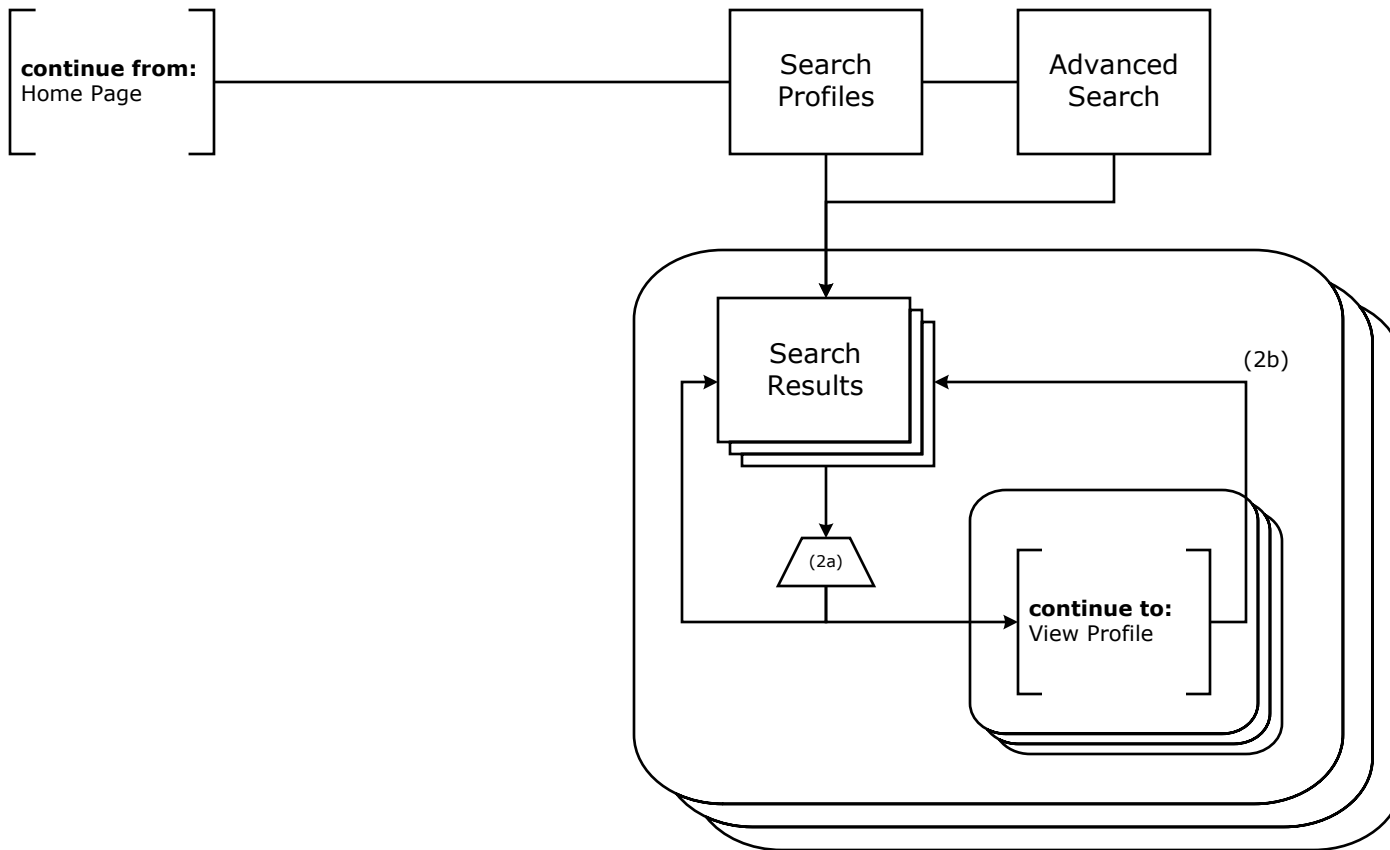 continue from:
Home Page
Search
Profiles
Advanced
Search
Search
Results
(2b)
(2a)
continue to:
View Profile